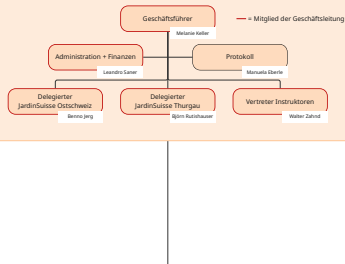 Geschäftsführer
= Mitglied der Geschäftsleitung
Melanie Keller
Administration + Finanzen
Protokoll
Leandro Saner
Manuela Eberle
Delegierter
JardinSuisse Ostschweiz
Delegierter
JardinSuisse Thurgau
Vertreter Instruktoren
Benno Jerg
Björn Rutishauser
Walter Zahnd